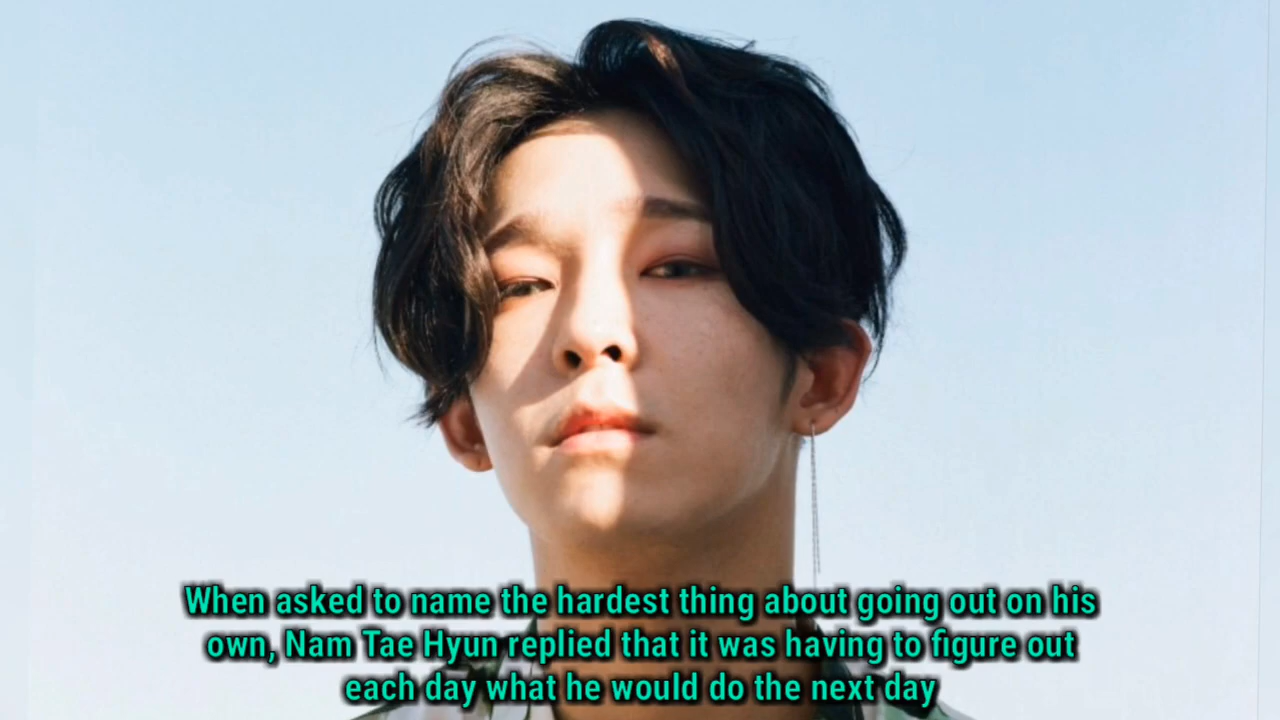 When asked to name the hardest thing about going out on his
own, Nam Tae Hyun replied that it was having to figure out
each day what he would do the next day